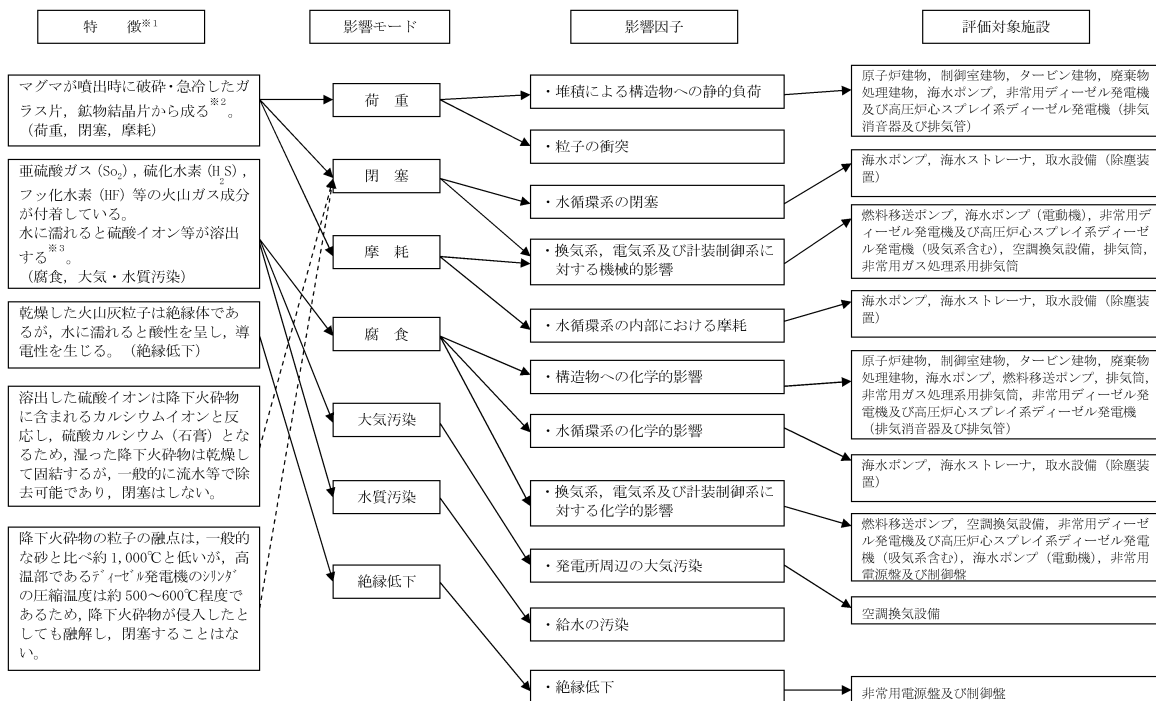 特 徴※1
影響モード
影響因子
評価対象施設
マグマが噴出時に破砕・急冷したガ
ラス片，鉱物結晶片から成る※2。
（荷重，閉塞，摩耗）
亜硫酸ガス（So2），硫化水素（H2S），
フッ化水素（HF）等の火山ガス成分
が付着している。
水に濡れると硫酸イオン等が溶出
する※3。
（腐食，大気・水質汚染）
乾燥した火山灰粒子は絶縁体であ
るが，水に濡れると酸性を呈し，導
電性を生じる。（絶縁低下）
溶出した硫酸イオンは降下火砕物
に含まれるカルシウムイオンと反
応し，硫酸カルシウム（石膏）とな
るため，湿った降下火砕物は乾燥し
て固結するが，一般的に流水等で除
去可能であり，閉塞はしない。
降下火砕物の粒子の融点は，一般的
な砂と比べ約1,000℃と低いが，高
温部であるディーゼル発電機のシリンダ
の圧縮温度は約500～600℃程度で
あるため，降下火砕物が侵入したと
しても融解し，閉塞することはな
い。
荷 重
閉 塞
摩 耗
腐 食
大気汚染
水質汚染
絶縁低下
・堆積による構造物への静的負荷
・粒子の衝突
・水循環系の閉塞
・換気系，電気系及び計装制御系に
対する機械的影響
・水循環系の内部における摩耗
・構造物への化学的影響
・水循環系の化学的影響
・換気系，電気系及び計装制御系に
対する化学的影響
・発電所周辺の大気汚染
・給水の汚染
・絶縁低下
原子炉建物，制御室建物，タービン建物，廃棄物
処理建物，海水ポンプ，非常用ディーゼル発電機
及び高圧炉心スプレイ系ディーゼル発電機（排気
消音器及び排気管）
海水ポンプ，海水ストレーナ，取水設備（除塵装
置）
燃料移送ポンプ，海水ポンプ（電動機），非常用ディ
ーゼル発電機及び高圧炉心スプレイ系ディーゼル
発電機（吸気系含む），空調換気設備，排気筒，
非常用ガス処理系用排気筒
海水ポンプ，海水ストレーナ，取水設備（除塵装
置）
原子炉建物，制御室建物，タービン建物，廃棄物
処理建物，海水ポンプ，燃料移送ポンプ，排気筒，
非常用ガス処理系用排気筒，非常用ディーゼル発
電機及び高圧炉心スプレイ系ディーゼル発電機
（排気消音器及び排気管）
海水ポンプ，海水ストレーナ，取水設備（除塵装
置）
燃料移送ポンプ，空調換気設備，非常用ディーゼ
ル発電機及び高圧炉心スプレイ系ディーゼル発電
機（吸気系含む），海水ポンプ（電動機），非常用
電源盤及び制御盤
空調換気設備
非常用電源盤及び制御盤